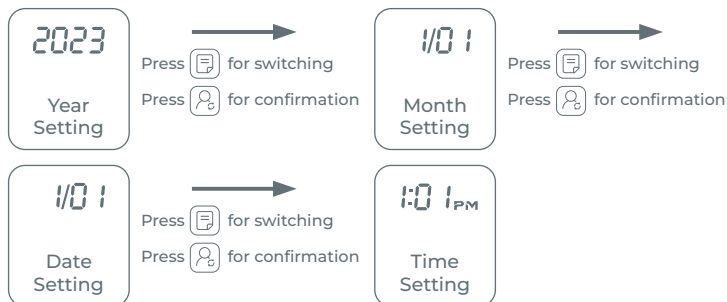 2023
Year
Setting
Press for switching
Press for confirmation
1/01
Month
Setting
Press for switching
Press for confirmation
1/01
Date
Setting
Press for switching
Press for confirmation
1:01 PM
Time
Setting